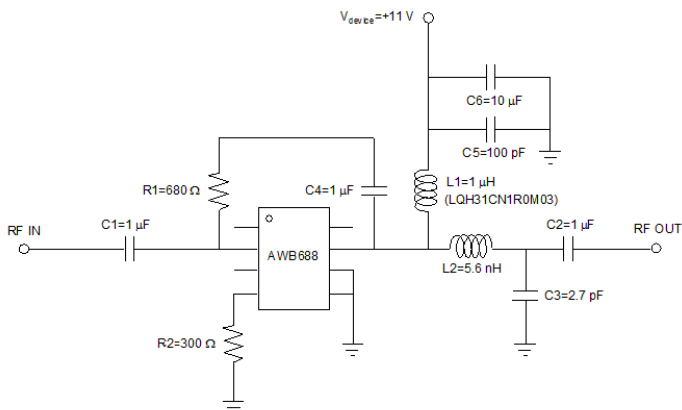 Vdevice=+11 V
C6=10 µF
C5=100 pF
R1=680 Ω
C4=1 µF
L1=1 µH
(LQH31CN1R0M03)
RF IN
C1=1 µF
C2=1 µF
RF OUT
AWB688
L2=5.6 nH
C3=2.7 pF
R2=300 Ω